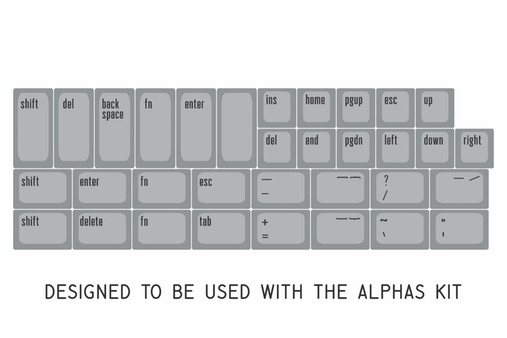 shift del back space fn enter
ins home pgup esc up
del end pgdn left down right
shift enter fn esc — – ? /
shift delete fn tab + =
DESIGNED TO BE USED WITH THE ALPHAS KIT